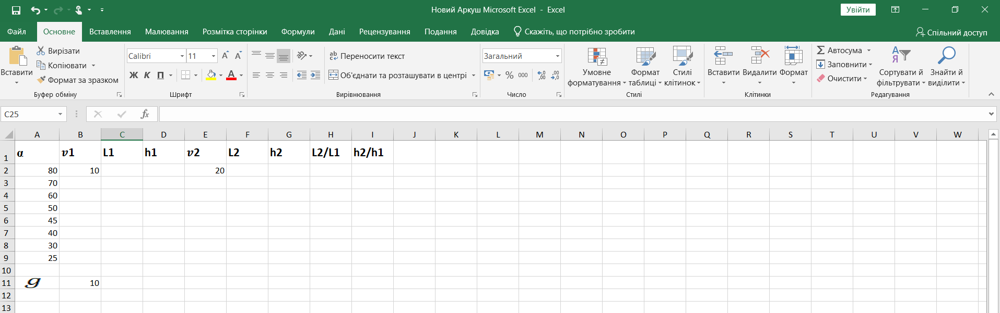 Новий Аркуш Microsoft Excel - Excel
Увійти
Файл Основне Вставлення Малювання Розмітка сторінки Формули Дані Рецензування Подання Довідка Скажіть, що потрібно зробити Спільний доступ
Вставити
Вирізати
Копіювати
Формат за зразком
Буфер обміну
Calibri 11
Ж К П
Шрифт
Переносити текст
Об'єднати та розташувати в центрі
Вирівнювання
Загальний
% 000
Число
Умовне форматування
Формат таблиці
Стилі клітинок
Стилі
Вставити Видалити Формат
Клітинки
Автосума
Заповнити
Очистити
Сортувати й фільтрувати
Знайти й виділити
Редагування
C25 fx
A B C D E F G H I J K L M N O P Q R S T U V W
1 α v1 L1 h1 v2 L2 h2 L2/L1 h2/h1
2 80 10 20
3 70
4 60
5 50
6 45
7 40
8 30
9 25
10
11 g 10
12
13